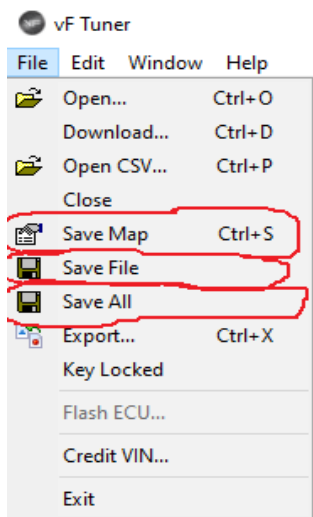 vF Tuner
File Edit Window Help
Open... Ctrl+O
Download... Ctrl+D
Open CSV... Ctrl+P
Close
Save Map Ctrl+S
Save File
Save All
Export... Ctrl+X
Key Locked
Flash ECU...
Credit VIN...
Exit